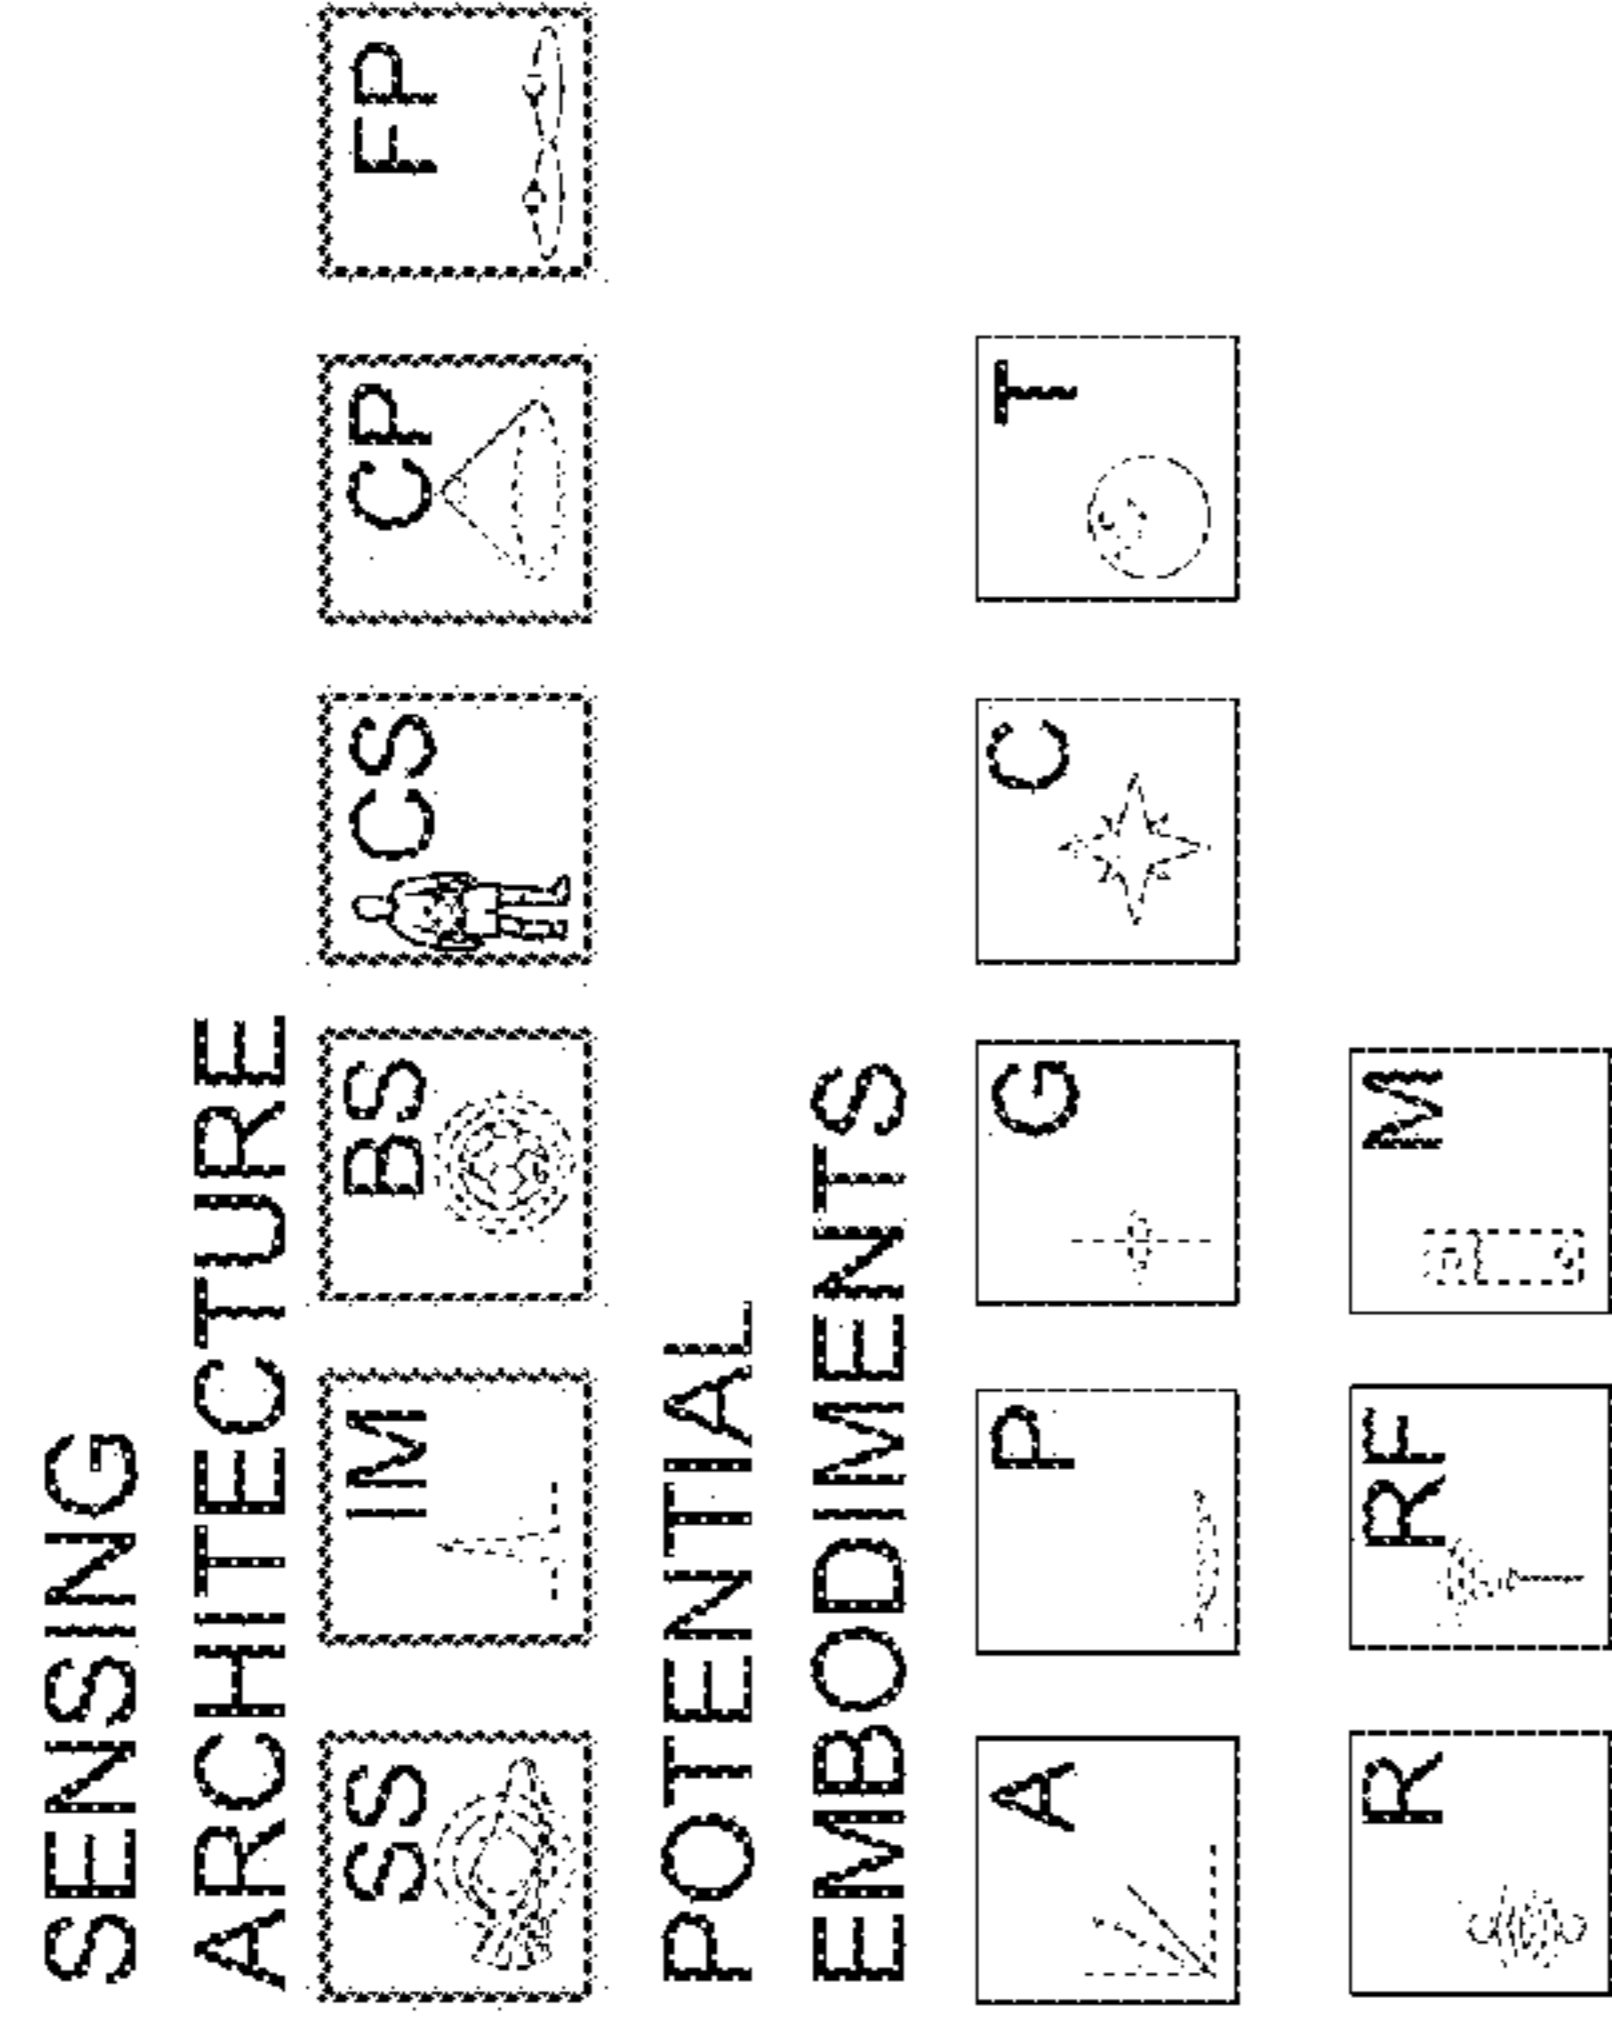 SENSING
ARCHITECTURE
SS IM BS CS CP FP
POTENTIAL
EMBODIMENTS
A P G C T
R RF M